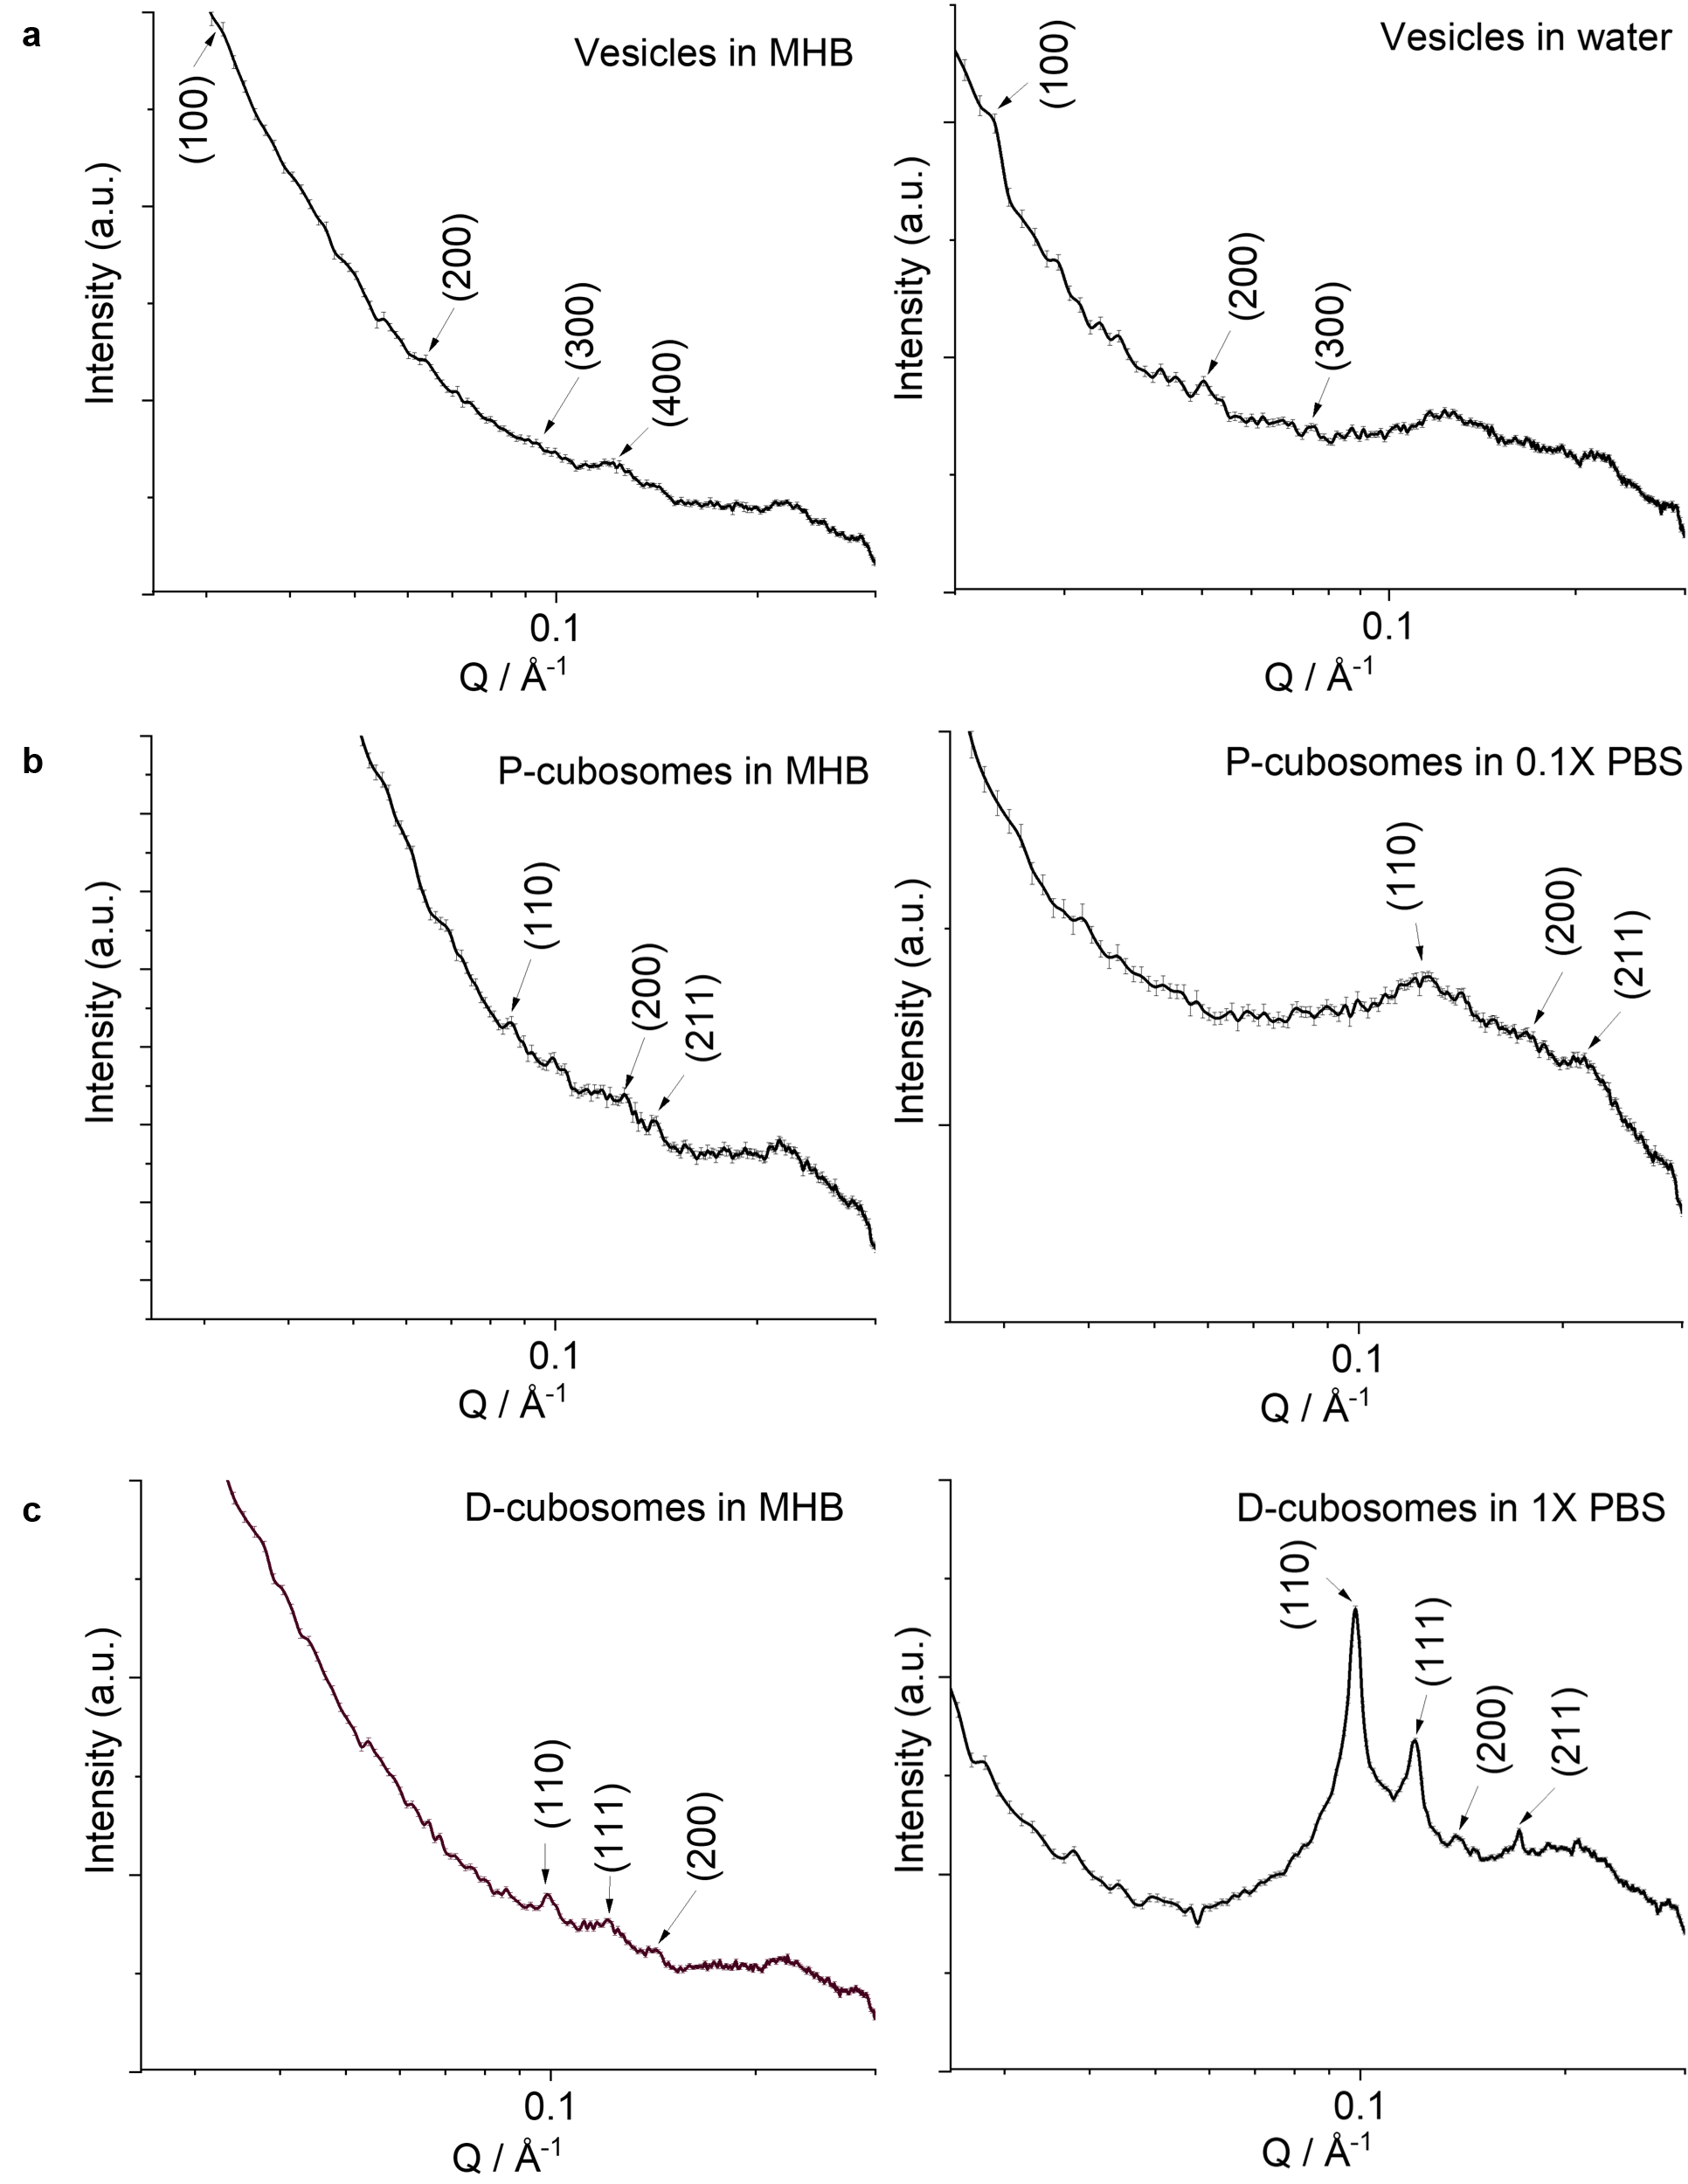 a
Vesicles in MHB
(100)
(200)
(300)
(400)
Intensity (a.u.)
0.1
Q / Å-1
Vesicles in water
(100)
(200)
(300)
Intensity (a.u.)
0.1
Q / Å-1
b
P-cubosomes in MHB
(110)
(200)
(211)
Intensity (a.u.)
0.1
Q / Å-1
P-cubosomes in 0.1X PBS
(110)
(200)
(211)
Intensity (a.u.)
0.1
Q / Å-1
c
D-cubosomes in MHB
(110)
(111)
(200)
Intensity (a.u.)
0.1
Q / Å-1
D-cubosomes in 1X PBS
(110)
(111)
(200)
(211)
Intensity (a.u.)
0.1
Q / Å-1